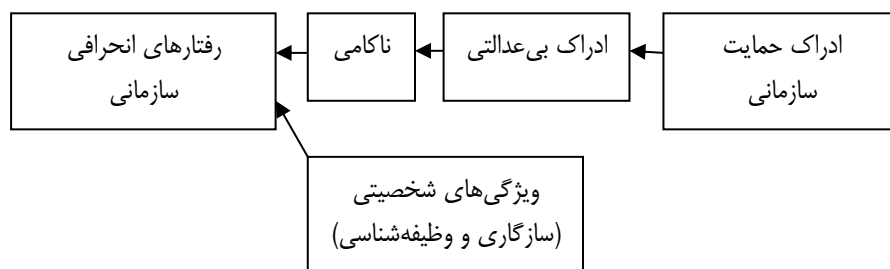 ادراک حمایت
سازمانی
ادراک بی‌عدالتی
ناکامی
رفتارهای انحرافی
سازمانی
ویژگی‌های شخصیتی
(سازگاری و وظیفه‌شناسی)